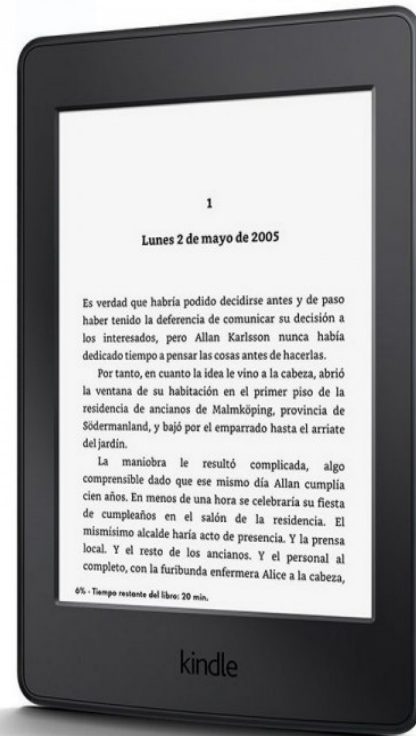 1
Lunes 2 de mayo de 2005
Es verdad que habría podido decidirse antes y de paso
haber tenido la deferencia de comunicar su decisión a
los interesados, pero Allan Karlsson nunca había
dedicado tiempo a pensar las cosas antes de hacerlas.
Por tanto, en cuanto la idea le vino a la cabeza, abrió
la ventana de su habitación en el primer piso de la
residencia de ancianos de Malmköping, provincia de
Södermanland, y bajó por el emparrado hasta el arriate
del jardín.
La maniobra le resultó complicada, algo
comprensible dado que ese mismo día Allan cumplía
cien años. En menos de una hora se celebraría su fiesta
de cumpleaños en el salón de la residencia. El
mismísimo alcalde haría acto de presencia. Y la prensa
local. Y el resto de los ancianos. Y el personal al
completo, con la furibunda enfermera Alice a la cabeza,
6% - Tiempo restante del libro: 20 min.
kindle